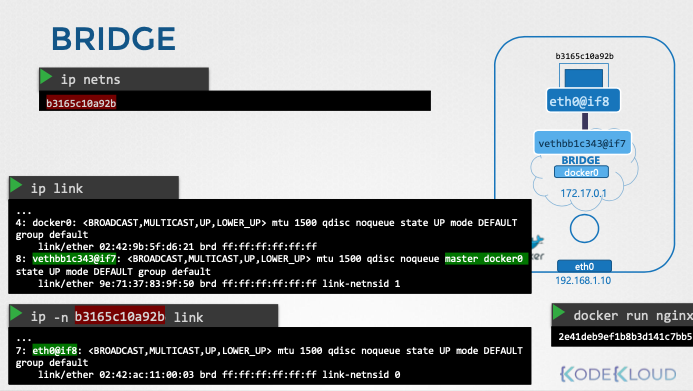 BRIDGE
ip netns
b3165c10a92b
ip link
...
4: docker0: <BROADCAST,MULTICAST,UP,LOWER_UP> mtu 1500 qdisc noqueue state UP mode DEFAULT
group default
link/ether 02:42:9b:5f:d6:21 brd ff:ff:ff:ff:ff:ff
8: vethbb1c343@if7: <BROADCAST,MULTICAST,UP,LOWER_UP> mtu 1500 qdisc noqueue master docker0
state UP mode DEFAULT group default
link/ether 9e:71:37:83:9f:50 brd ff:ff:ff:ff:ff:ff link-netnsid 1
ip -n b3165c10a92b link
...
7: eth0@if8: <BROADCAST,MULTICAST,UP,LOWER_UP> mtu 1500 qdisc noqueue state UP mode DEFAULT
group default
link/ether 02:42:ac:11:00:03 brd ff:ff:ff:ff:ff:ff link-netnsid 0
b3165c10a92b
eth0@if8
vethbb1c343@if7
BRIDGE
docker0
172.17.0.1
eth0
192.168.1.10
docker run nginx
2e41deb9ef1b8b3d141c7bb5
KODEKLOUD